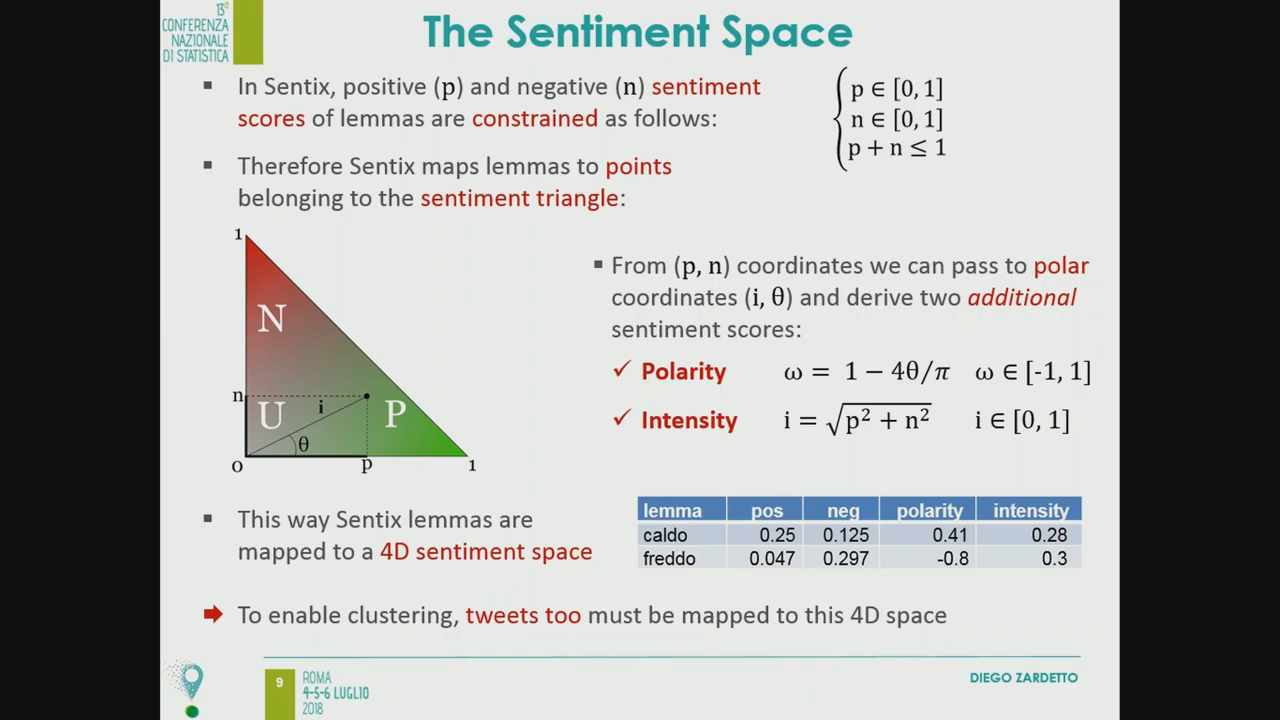 13°
CONFERENZA
NAZIONALE
DI STATISTICA
The Sentiment Space
▪ In Sentix, positive (p) and negative (n) sentiment
scores of lemmas are constrained as follows:
p ∈ [0, 1]
n ∈ [0, 1]
p + n ≤ 1
▪ Therefore Sentix maps lemmas to points
belonging to the sentiment triangle:
1
N
n
U
i
P
θ
O
p
1
▪ From (p, n) coordinates we can pass to polar
coordinates (i, θ) and derive two additional
sentiment scores:
✓ Polarity ω = 1 − 4θ/π ω ∈ [-1, 1]
✓ Intensity i = √(p² + n²) i ∈ [0, 1]
▪ This way Sentix lemmas are
mapped to a 4D sentiment space
lemma pos neg polarity intensity
caldo 0.25 0.125 0.41 0.28
freddo 0.047 0.297 -0.8 0.3
To enable clustering, tweets too must be mapped to this 4D space
9
ROMA
4-5-6 LUGLIO
2018
DIEGO ZARDETTO